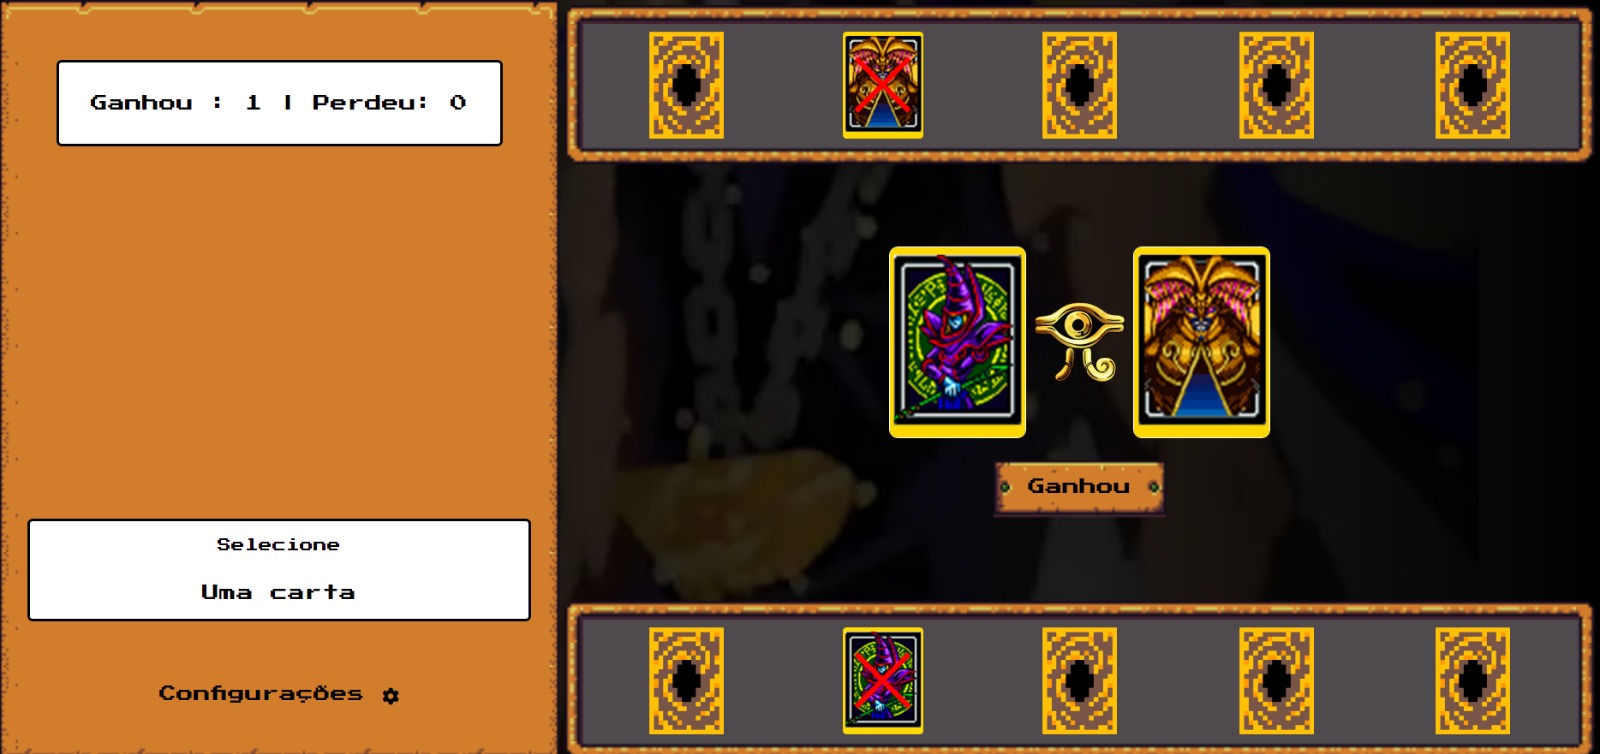 Ganhou : 1 | Perdeu: 0
Ganhou
Selecione
Uma carta
Configurações